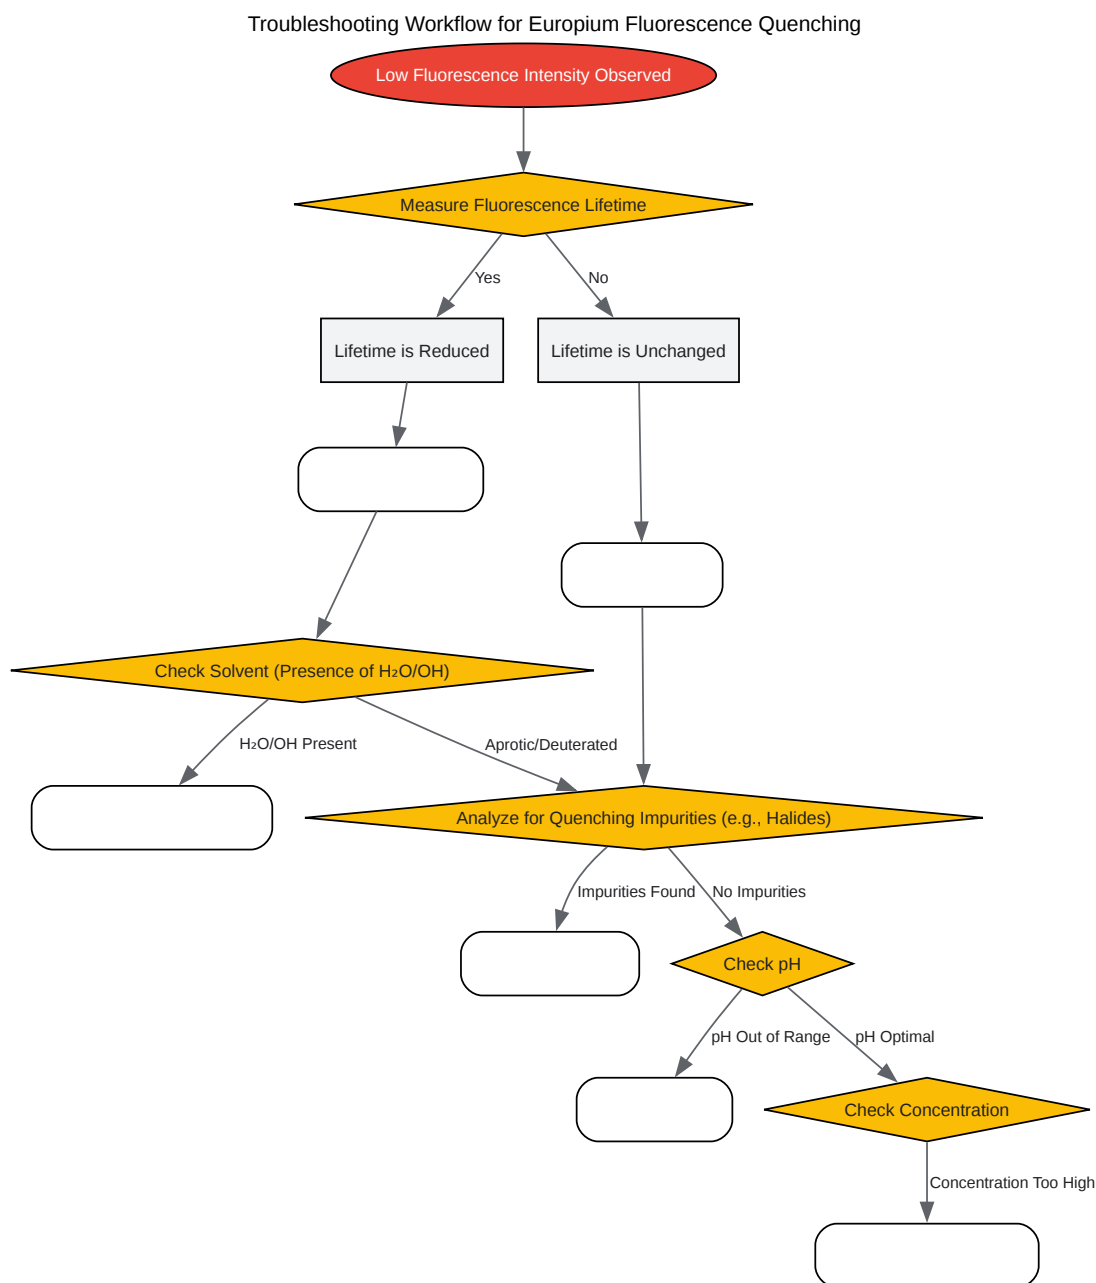 Troubleshooting Workflow for Europium Fluorescence Quenching
Low Fluorescence Intensity Observed
Measure Fluorescence Lifetime
Yes
No
Lifetime is Reduced
Lifetime is Unchanged
Check Solvent (Presence of H₂O/OH)
H₂O/OH Present
Aprotic/Deuterated
Analyze for Quenching Impurities (e.g., Halides)
Impurities Found
No Impurities
Check pH
pH Out of Range
pH Optimal
Check Concentration
Concentration Too High